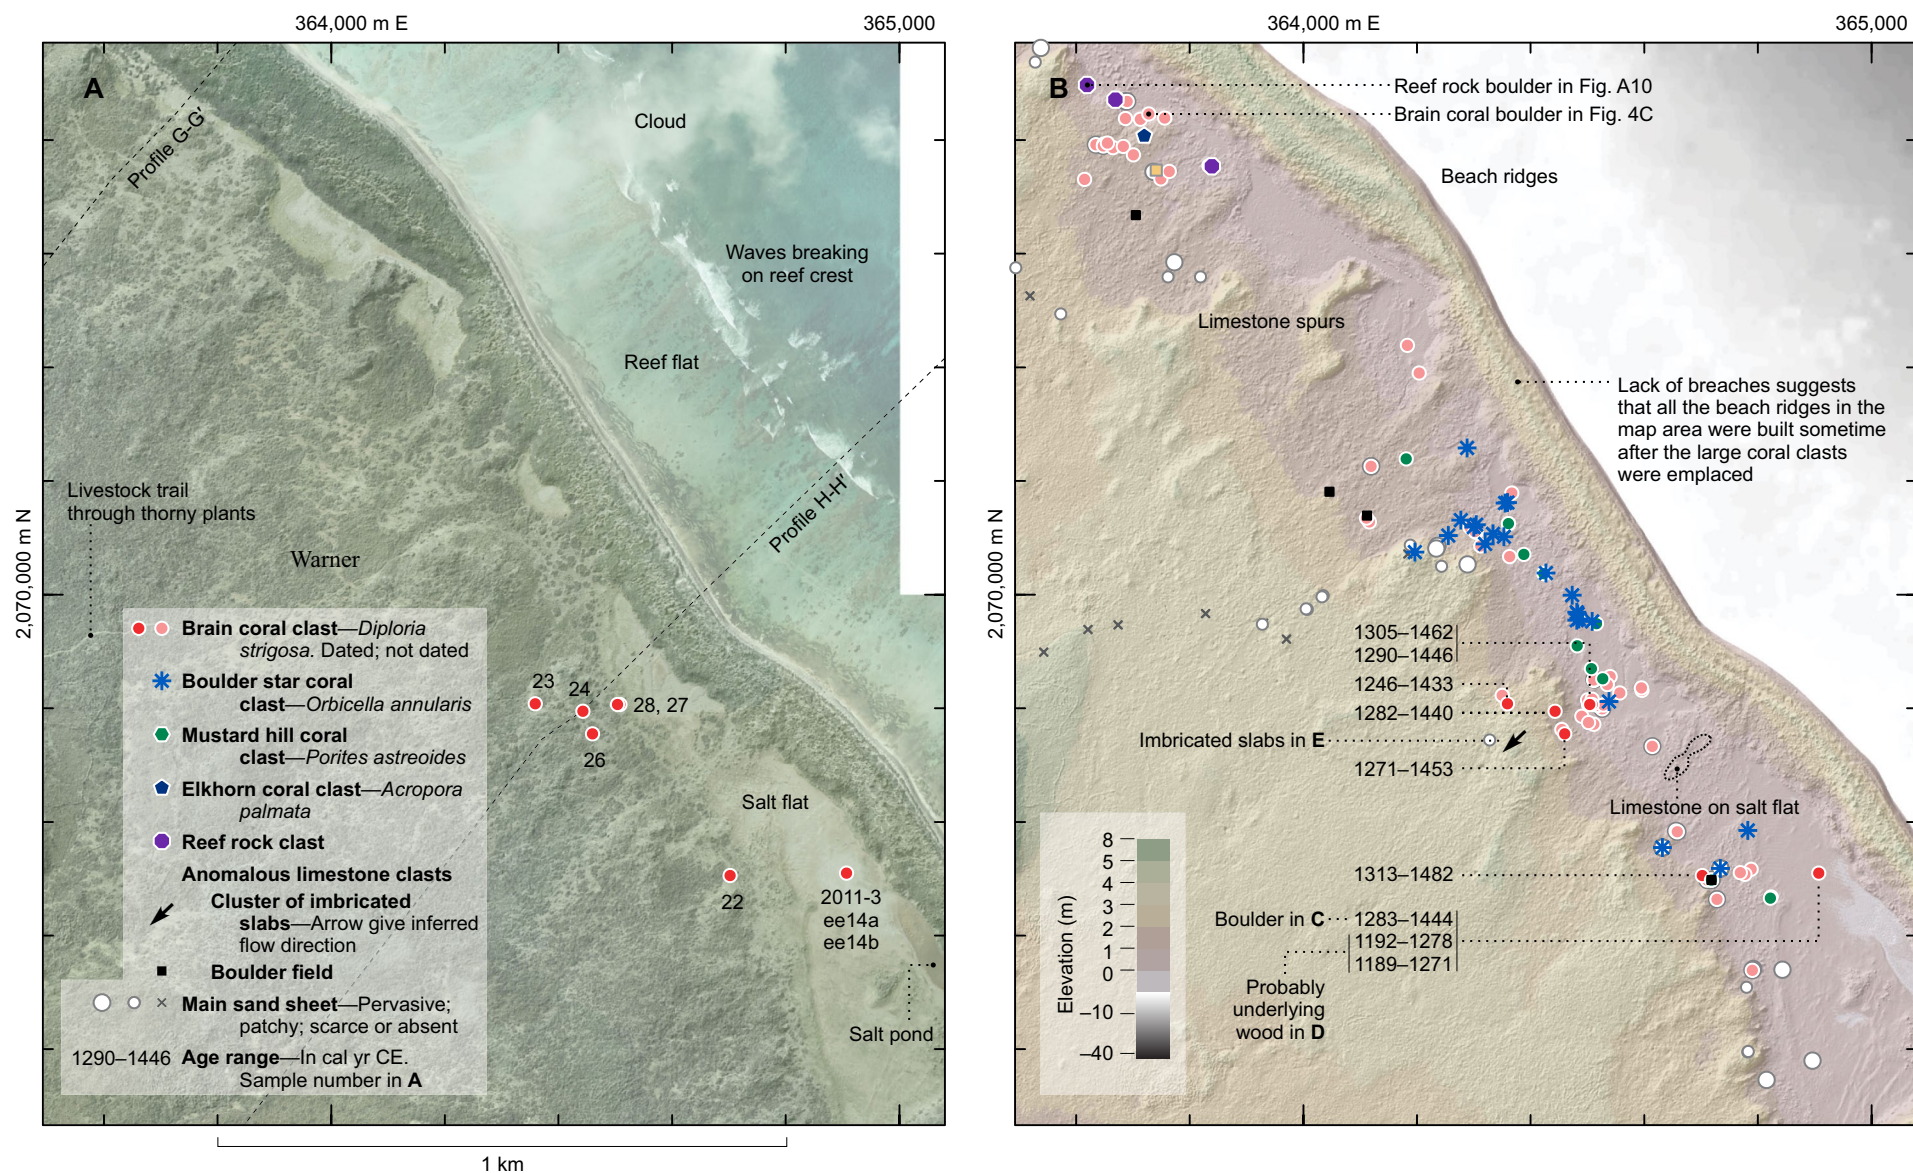 364,000 m E
365,000
364,000 m E
365,000
A
Profile G-G′
Cloud
Waves breaking
on reef crest
Reef flat
Profile H-H′
Livestock trail
through thorny plants
Warner
2,070,000 m N
Brain coral clast—Diploria
strigosa. Dated; not dated
Boulder star coral
clast—Orbicella annularis
Mustard hill coral
clast—Porites astreoides
Elkhorn coral clast—Acropora
palmata
Reef rock clast
Anomalous limestone clasts
Cluster of imbricated
slabs—Arrow give inferred
flow direction
Boulder field
Main sand sheet—Pervasive;
patchy; scarce or absent
1290–1446 Age range—In cal yr CE.
Sample number in A
23
24
28, 27
26
Salt flat
22
2011-3
ee14a
ee14b
Salt pond
1 km
B
Reef rock boulder in Fig. A10
Brain coral boulder in Fig. 4C
Beach ridges
Limestone spurs
Lack of breaches suggests
that all the beach ridges in the
map area were built sometime
after the large coral clasts
were emplaced
2,070,000 m N
1305–1462
1290–1446
1246–1433
1282–1440
Imbricated slabs in E
1271–1453
Limestone on salt flat
1313–1482
Boulder in C
1283–1444
1192–1278
1189–1271
Probably
underlying
wood in D
Elevation (m)
8
5
4
3
2
1
0
–10
–40